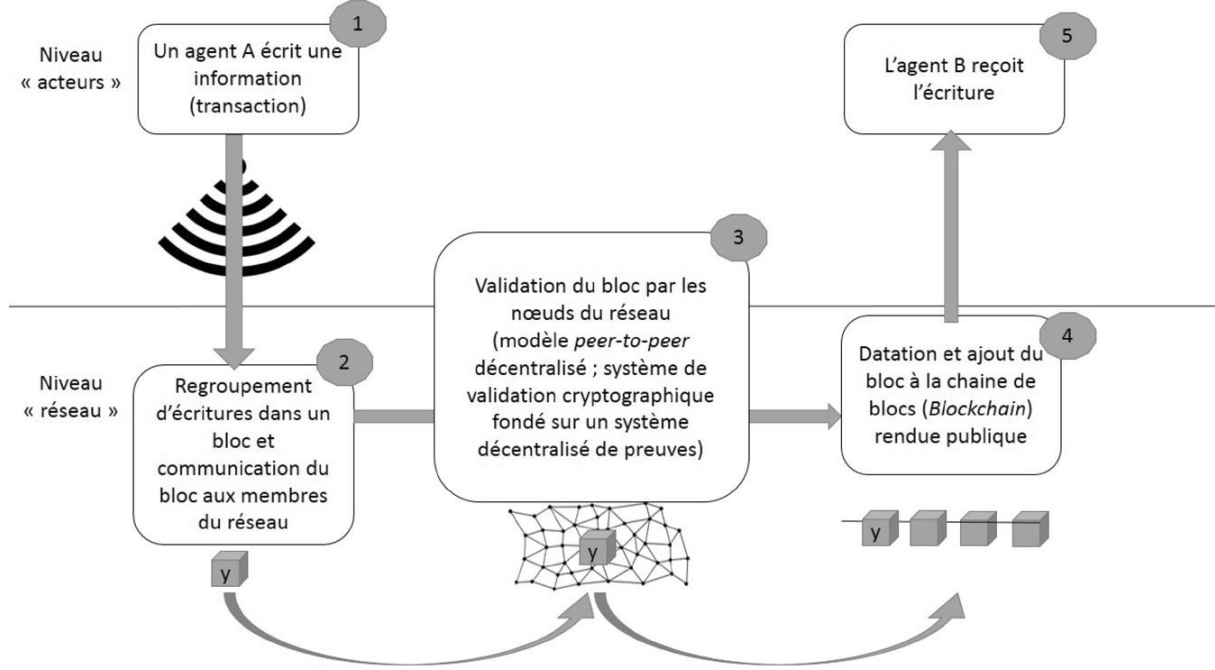 Niveau
« acteurs »
1
Un agent A écrit une
information
(transaction)
5
L’agent B reçoit
l’écriture
3
Validation du bloc par les
nœuds du réseau
(modèle peer-to-peer
décentralisé ; système de
validation cryptographique
fondé sur un système
décentralisé de preuves)
Niveau
« réseau »
2
Regroupement
d’écritures dans un
bloc et
communication du
bloc aux membres
du réseau
4
Datation et ajout du
bloc à la chaine de
blocs (Blockchain)
rendue publique
y
y
y